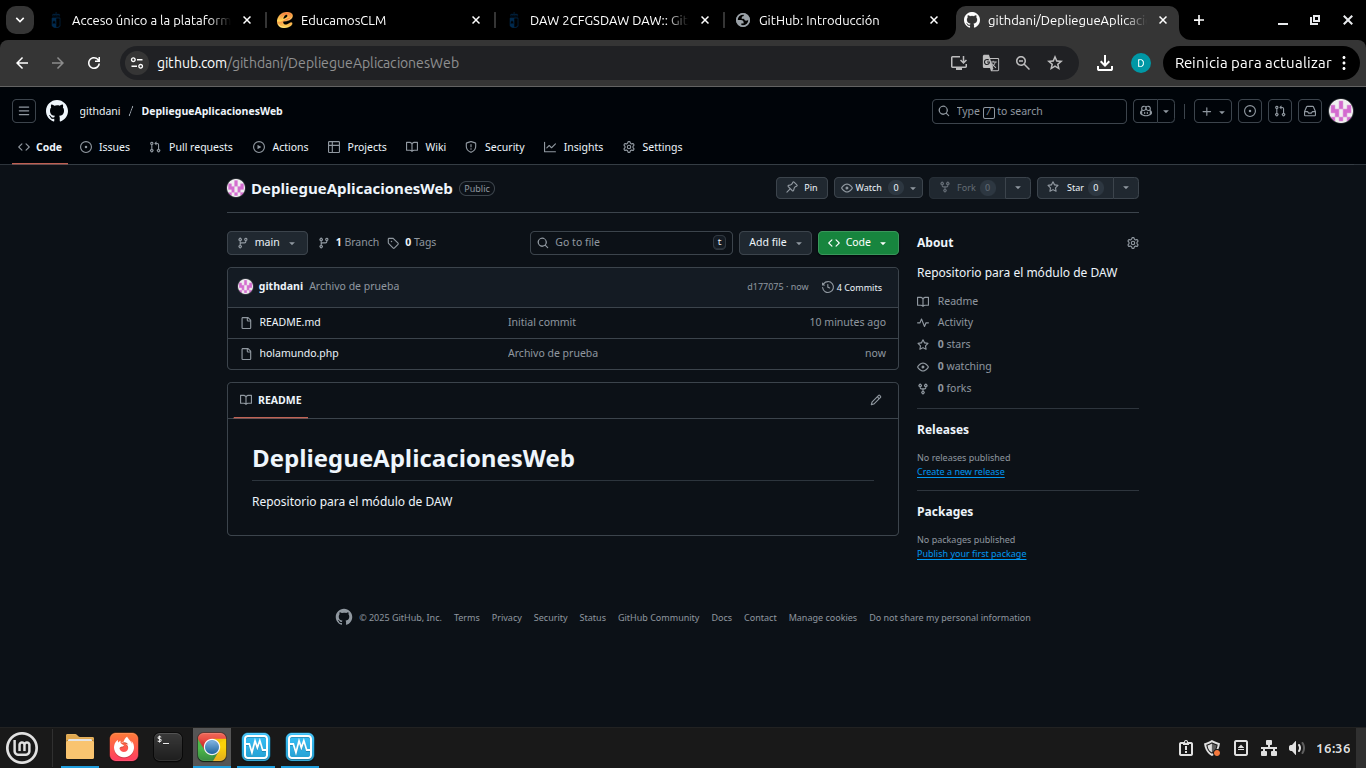 Acceso único a la plataform
EducamosCLM
DAW 2CFGSDAW DAW:: Git
GitHub: Introducción
githdani/DepliegueAplicaci
github.com/githdani/DepliegueAplicacionesWeb
D
Reinicia para actualizar
githdani / DepliegueAplicacionesWeb
Type / to search
Code
Issues
Pull requests
Actions
Projects
Wiki
Security
Insights
Settings
DepliegueAplicacionesWeb Public
Pin
Watch 0
Fork 0
Star 0
main
1 Branch
0 Tags
Go to file t
Add file
Code
githdani Archivo de prueba
d177075 · now
4 Commits
README.md Initial commit 10 minutes ago
holamundo.php Archivo de prueba now
README
DepliegueAplicacionesWeb
Repositorio para el módulo de DAW
About
Repositorio para el módulo de DAW
Readme
Activity
0 stars
0 watching
0 forks
Releases
No releases published
Create a new release
Packages
No packages published
Publish your first package
© 2025 GitHub, Inc. Terms Privacy Security Status GitHub Community Docs Contact Manage cookies Do not share my personal information
16:36